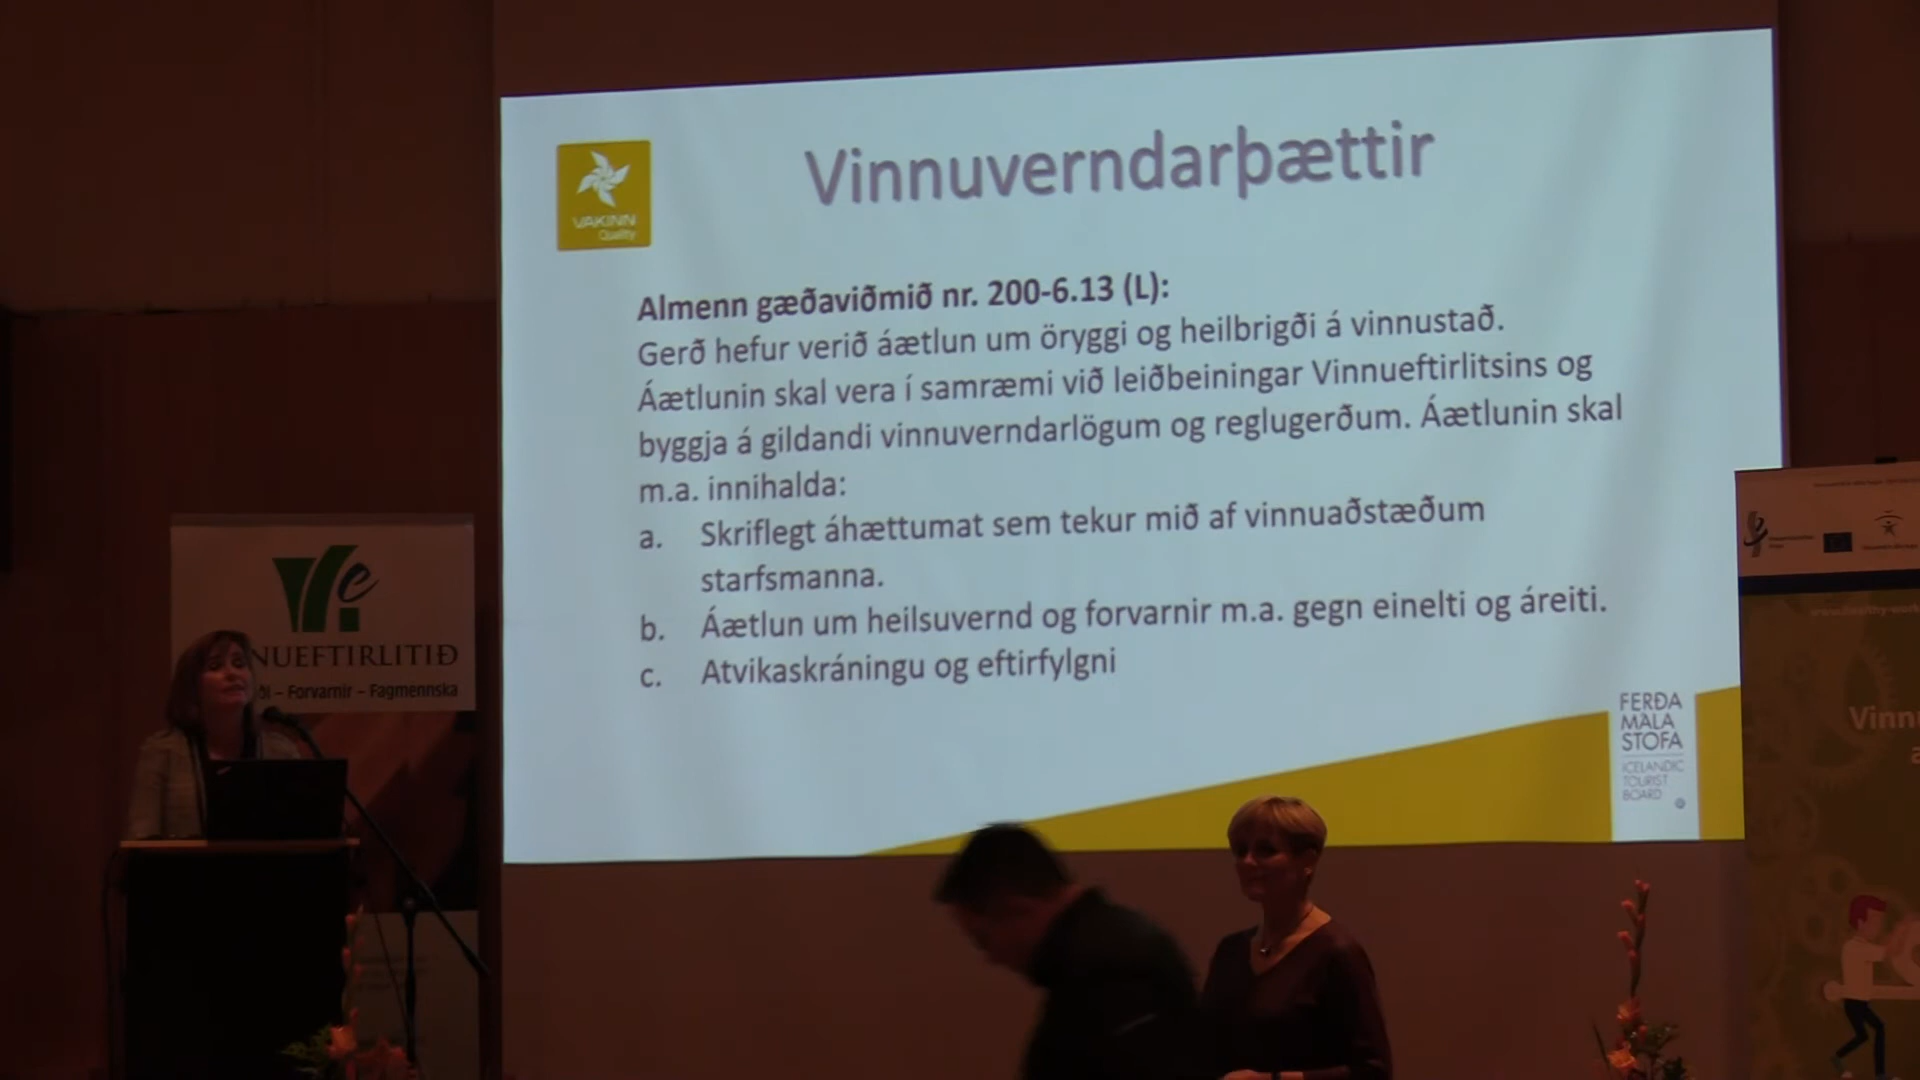 Vinnuverndarþættir
VAKINN
Quality
Almenn gæðaviðmið nr. 200-6.13 (L):
Gerð hefur verið áætlun um öryggi og heilbrigði á vinnustað.
Áætlunin skal vera í samræmi við leiðbeiningar Vinnueftirlitsins og
byggja á gildandi vinnuverndarlögum og reglugerðum. Áætlunin skal
m.a. innihalda:
a. Skriflegt áhættumat sem tekur mið af vinnuaðstæðum
starfsmanna.
b. Áætlun um heilsuvernd og forvarnir m.a. gegn einelti og áreiti.
c. Atvikaskráningu og eftirfylgni
FERÐA
MÁLA
STOFA
ICELANDIC
TOURIST
BOARD
NUEFTIRLITIÐ
– Forvarnir – Fagmennska
Vinn